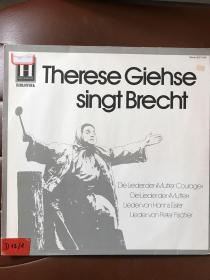 H
Therese Giehse
singt Brecht
Die Lieder der »Mutter Courage«
Die Lieder der »Mutter«
Lieder von Hanns Eisler
Lieder von Peter Fischer